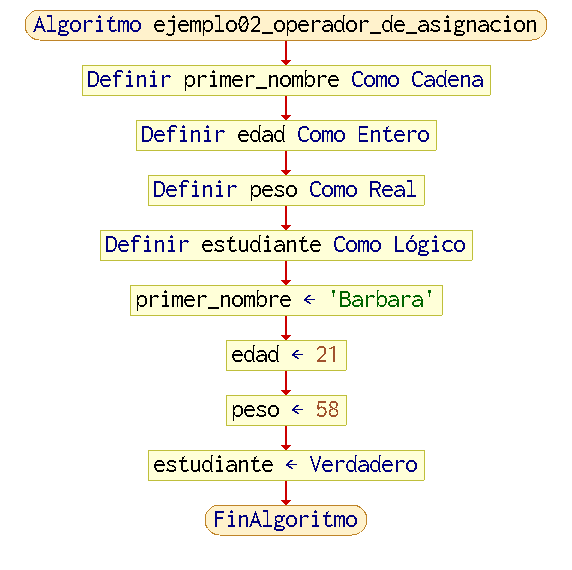 Algoritmo ejemplo02_operador_de_asignacion
Definir primer_nombre Como Cadena
Definir edad Como Entero
Definir peso Como Real
Definir estudiante Como Lógico
primer_nombre ← 'Barbara'
edad ← 21
peso ← 58
estudiante ← Verdadero
FinAlgoritmo